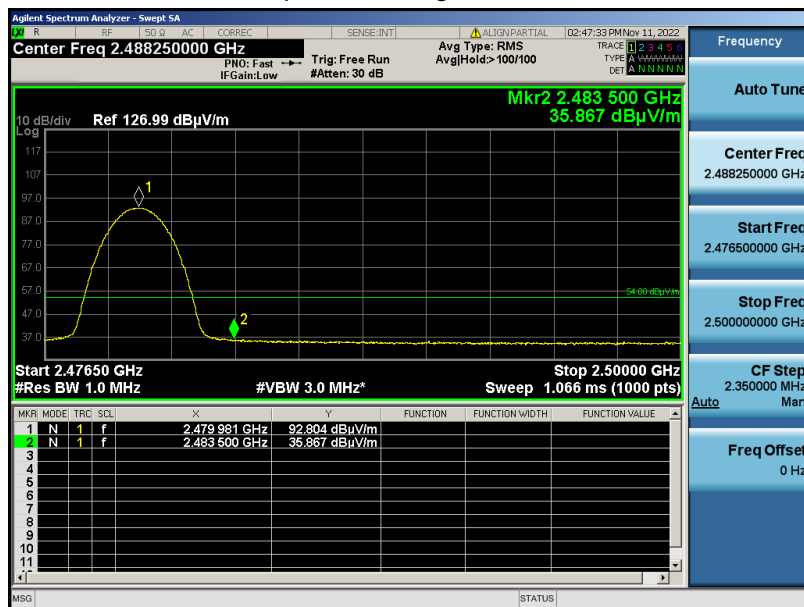 Agilent Spectrum Analyzer - Swept SA
LXI R RF 50 Ω AC CORREC SENSE:INT ALIGN PARTIAL 02:47:33 PM Nov 11, 2022
Center Freq 2.488250000 GHz
PNO: Fast
IFGain:Low
Trig: Free Run
#Atten: 30 dB
Avg Type: RMS
Avg|Hold:>100/100
TRACE 1 2 3 4 5 6
TYPE A WWWWW
DET A N N N N N
Mkr2 2.483 500 GHz
35.867 dBµV/m
10 dB/div Ref 126.99 dBµV/m
Log
117
107
97.0
87.0
77.0
67.0
57.0
47.0
37.0
1
2
54.00 dBµV/m
Start 2.47650 GHz Stop 2.50000 GHz
#Res BW 1.0 MHz #VBW 3.0 MHz* Sweep 1.066 ms (1000 pts)
MKR MODE TRC SCL X Y FUNCTION FUNCTION WIDTH FUNCTION VALUE
1 N 1 f 2.479 981 GHz 92.804 dBµV/m
2 N 1 f 2.483 500 GHz 35.867 dBµV/m
3
4
5
6
7
8
9
10
11
MSG STATUS
Frequency
Auto Tune
Center Freq
2.488250000 GHz
Start Freq
2.476500000 GHz
Stop Freq
2.500000000 GHz
CF Step
2.350000 MHz
Auto Man
Freq Offset
0 Hz